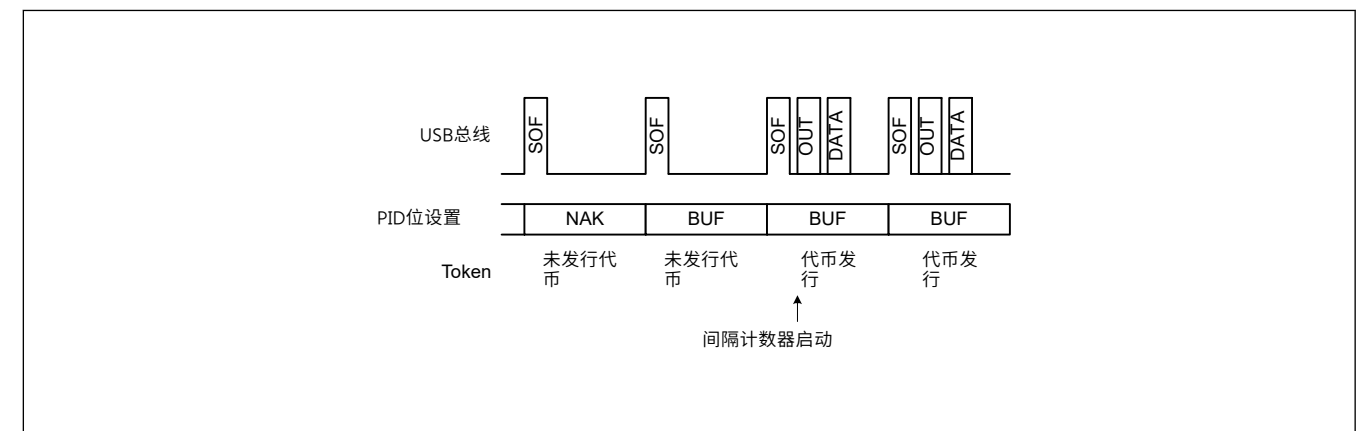 USB总线
SOF
SOF
SOF
OUT
DATA
SOF
OUT
DATA
PID位设置
NAK
BUF
BUF
BUF
Token
未发行代
币
未发行代
币
代币发
行
代币发
行
间隔计数器启动